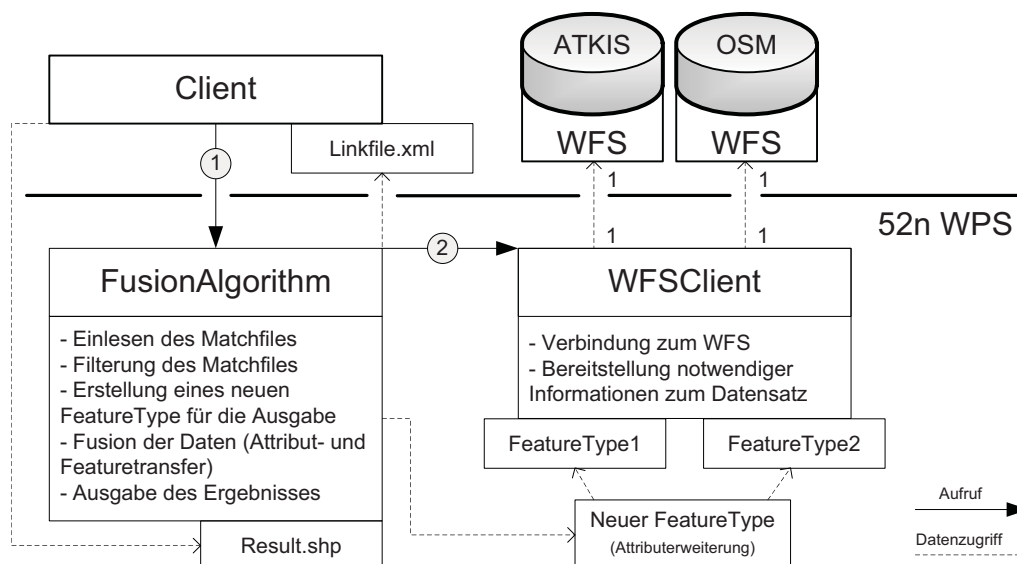 Client
Linkfile.xml
1
ATKIS
WFS
OSM
WFS
1
1
52n WPS
1
1
2
FusionAlgorithm
- Einlesen des Matchfiles
- Filterung des Matchfiles
- Erstellung eines neuen
FeatureType für die Ausgabe
- Fusion der Daten (Attribut- und
Featuretransfer)
- Ausgabe des Ergebnisses
Result.shp
WFSClient
- Verbindung zum WFS
- Bereitstellung notwendiger
Informationen zum Datensatz
FeatureType1
FeatureType2
Neuer FeatureType
(Attributerweiterung)
Aufruf
Datenzugriff